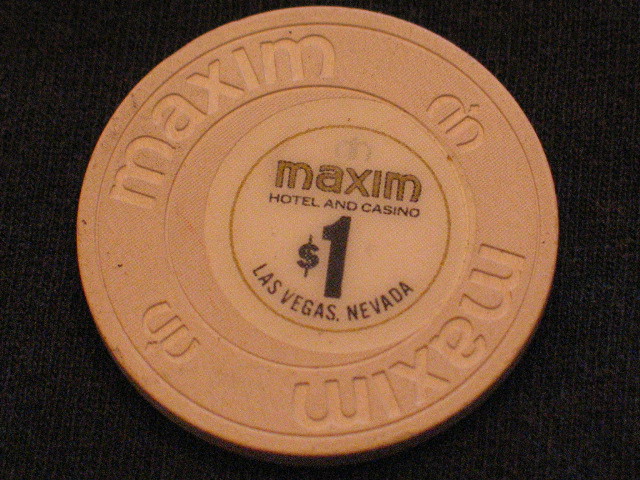 maxim
maxim
HOTEL AND CASINO
$1
LAS VEGAS, NEVADA
maxim